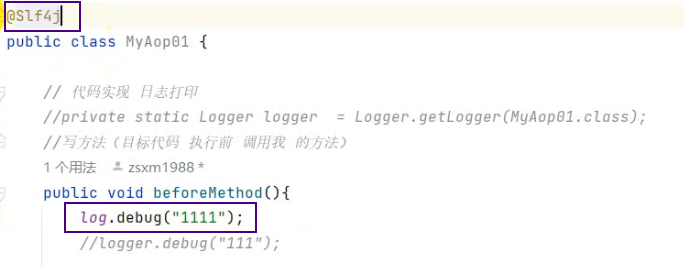 @Slf4j
public class MyAop01 {
// 代码实现 日志打印
//private static Logger logger  = Logger.getLogger(MyAop01.class);
//写方法（目标代码 执行前 调用我 的方法）
1 个用法 zsxm1988 *
public void beforeMethod(){
log.debug("1111");
//logger.debug("111");